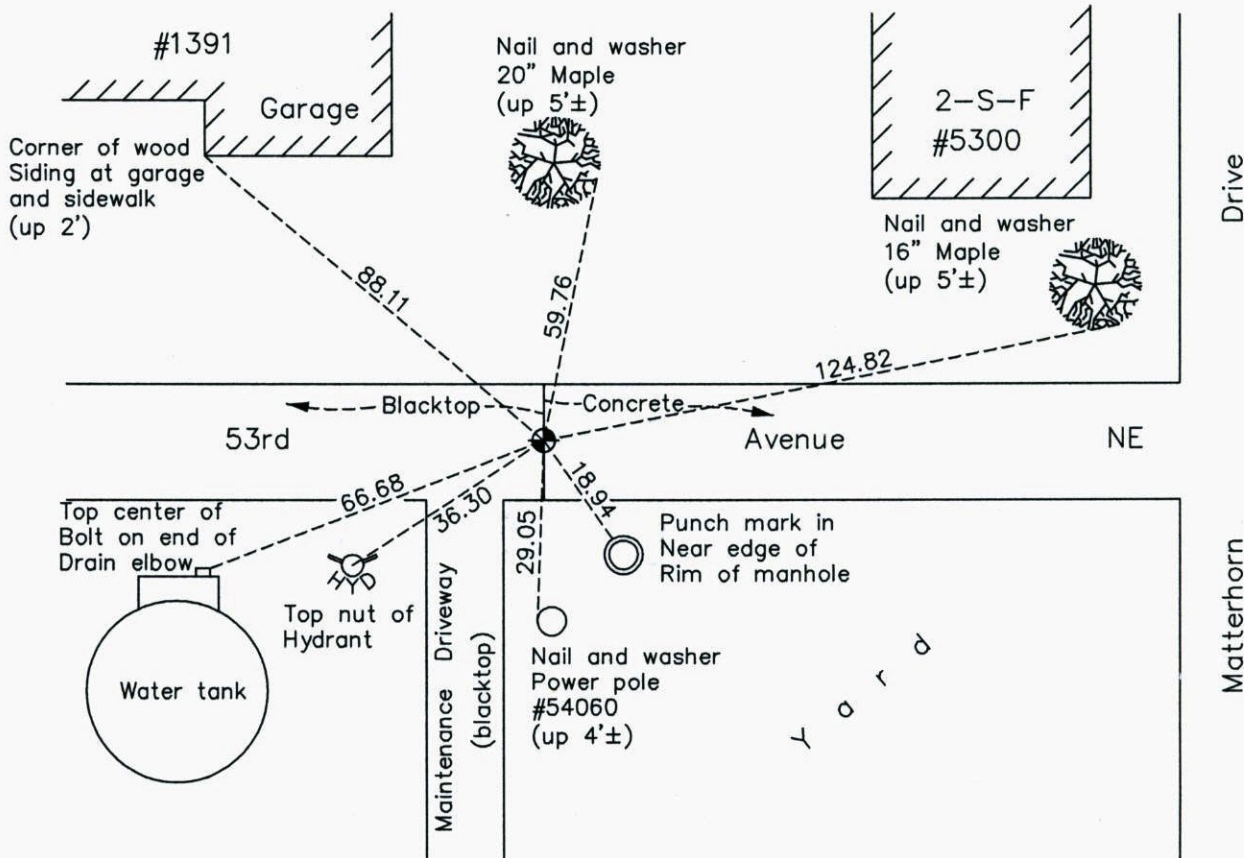 #1391
Garage
Corner of wood
Siding at garage
and sidewalk
(up 2')
Nail and washer
20" Maple
(up 5'±)
2-S-F
#5300
Nail and washer
16" Maple
(up 5'±)
Drive
88.11
59.76
124.82
Blacktop
Concrete
53rd
Avenue
NE
66.68
36.30
18.94
29.05
Top center of
Bolt on end of
Drain elbow
HYD
Top nut of
Hydrant
Water tank
Maintenance Driveway
(blacktop)
Punch mark in
Near edge of
Rim of manhole
Nail and washer
Power pole
#54060
(up 4'±)
Yard
Matterhorn